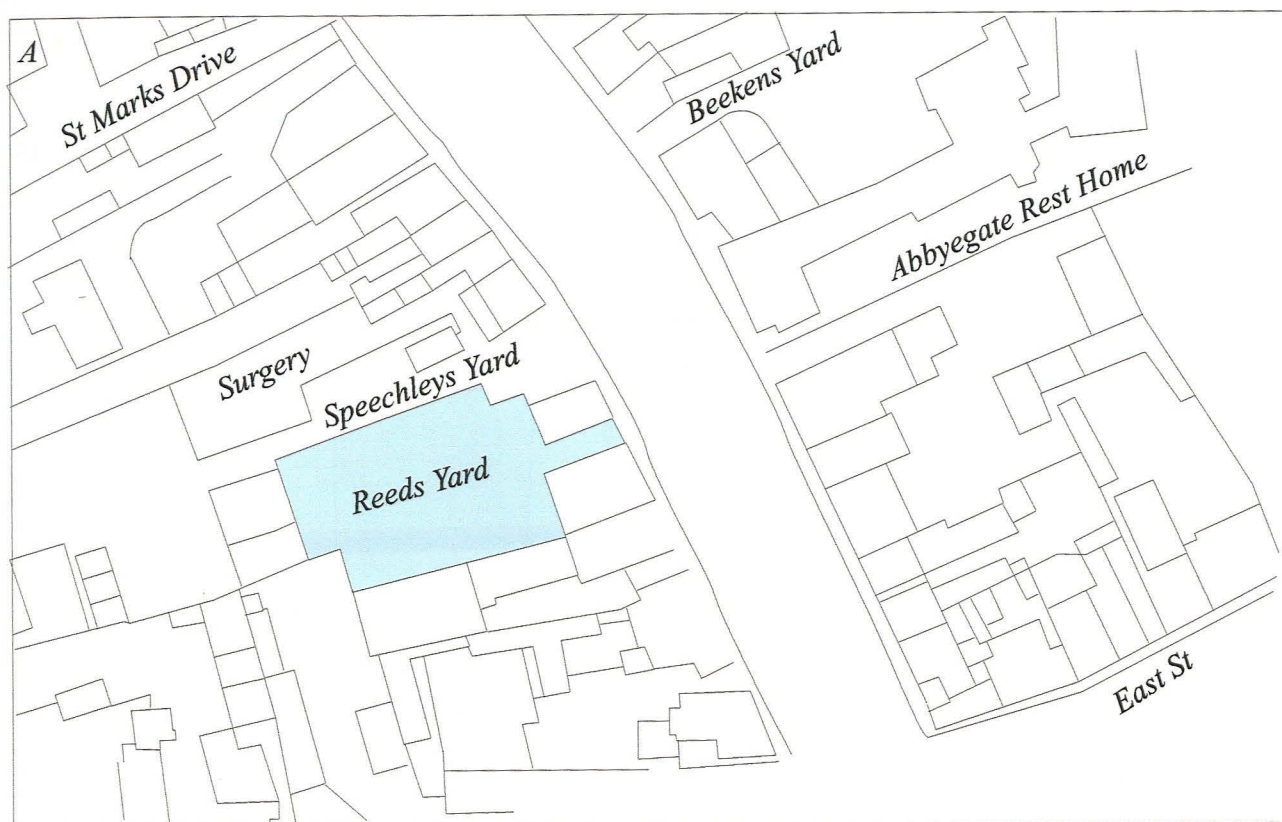 A
St Marks Drive
Beekens Yard
Abbyegate Rest Home
Surgery
Speechleys Yard
Reeds Yard
East St